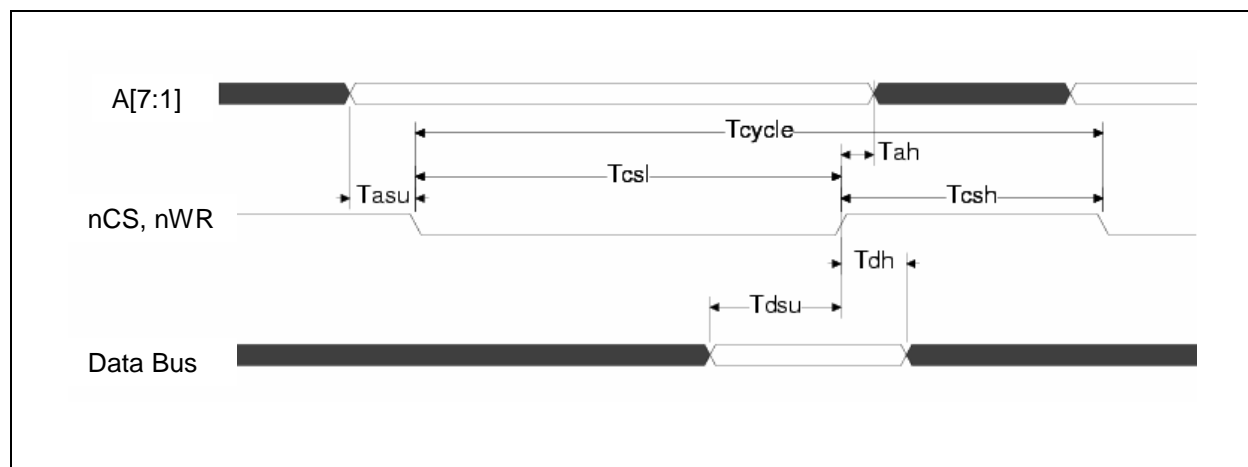 A[7:1]
Tcycle
Tah
Tcsl
Tasu
Tcsh
nCS, nWR
Tdh
Tdsu
Data Bus